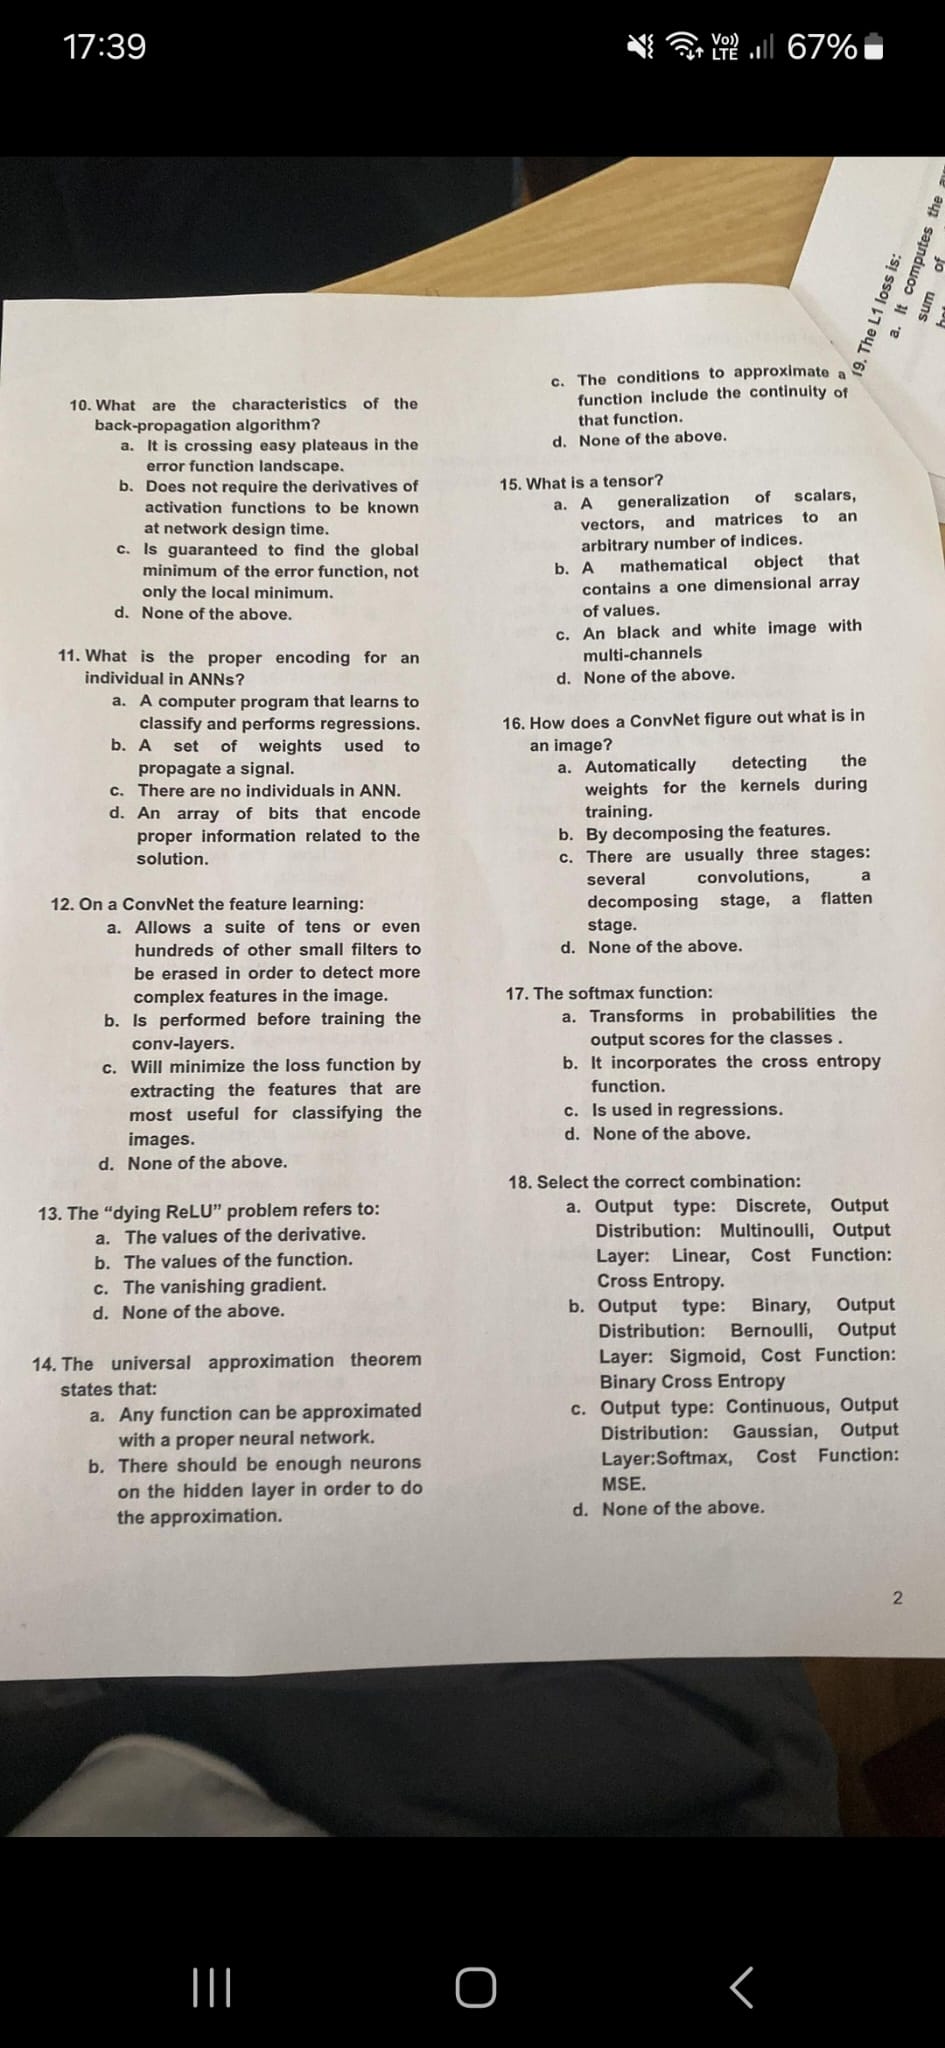 17:39
Vo))
LTE
67%
10. What are the characteristics of the
back-propagation algorithm?
a. It is crossing easy plateaus in the
error function landscape.
b. Does not require the derivatives of
activation functions to be known
at network design time.
c. Is guaranteed to find the global
minimum of the error function, not
only the local minimum.
d. None of the above.
11. What is the proper encoding for an
individual in ANNs?
a. A computer program that learns to
classify and performs regressions.
b. A set of weights used to
propagate a signal.
c. There are no individuals in ANN.
d. An array of bits that encode
proper information related to the
solution.
12. On a ConvNet the feature learning:
a. Allows a suite of tens or even
hundreds of other small filters to
be erased in order to detect more
complex features in the image.
b. Is performed before training the
conv-layers.
c. Will minimize the loss function by
extracting the features that are
most useful for classifying the
images.
d. None of the above.
13. The “dying ReLU” problem refers to:
a. The values of the derivative.
b. The values of the function.
c. The vanishing gradient.
d. None of the above.
14. The universal approximation theorem
states that:
a. Any function can be approximated
with a proper neural network.
b. There should be enough neurons
on the hidden layer in order to do
the approximation.
c. The conditions to approximate a
function include the continuity of
that function.
d. None of the above.
15. What is a tensor?
a. A generalization of scalars,
vectors, and matrices to an
arbitrary number of indices.
b. A mathematical object that
contains a one dimensional array
of values.
c. An black and white image with
multi-channels
d. None of the above.
16. How does a ConvNet figure out what is in
an image?
a. Automatically detecting the
weights for the kernels during
training.
b. By decomposing the features.
c. There are usually three stages:
several convolutions, a
decomposing stage, a flatten
stage.
d. None of the above.
17. The softmax function:
a. Transforms in probabilities the
output scores for the classes .
b. It incorporates the cross entropy
function.
c. Is used in regressions.
d. None of the above.
18. Select the correct combination:
a. Output type: Discrete, Output
Distribution: Multinoulli, Output
Layer: Linear, Cost Function:
Cross Entropy.
b. Output type: Binary, Output
Distribution: Bernoulli, Output
Layer: Sigmoid, Cost Function:
Binary Cross Entropy
c. Output type: Continuous, Output
Distribution: Gaussian, Output
Layer:Softmax, Cost Function:
MSE.
d. None of the above.
2
19. The L1 loss is:
a. It computes the
sum of